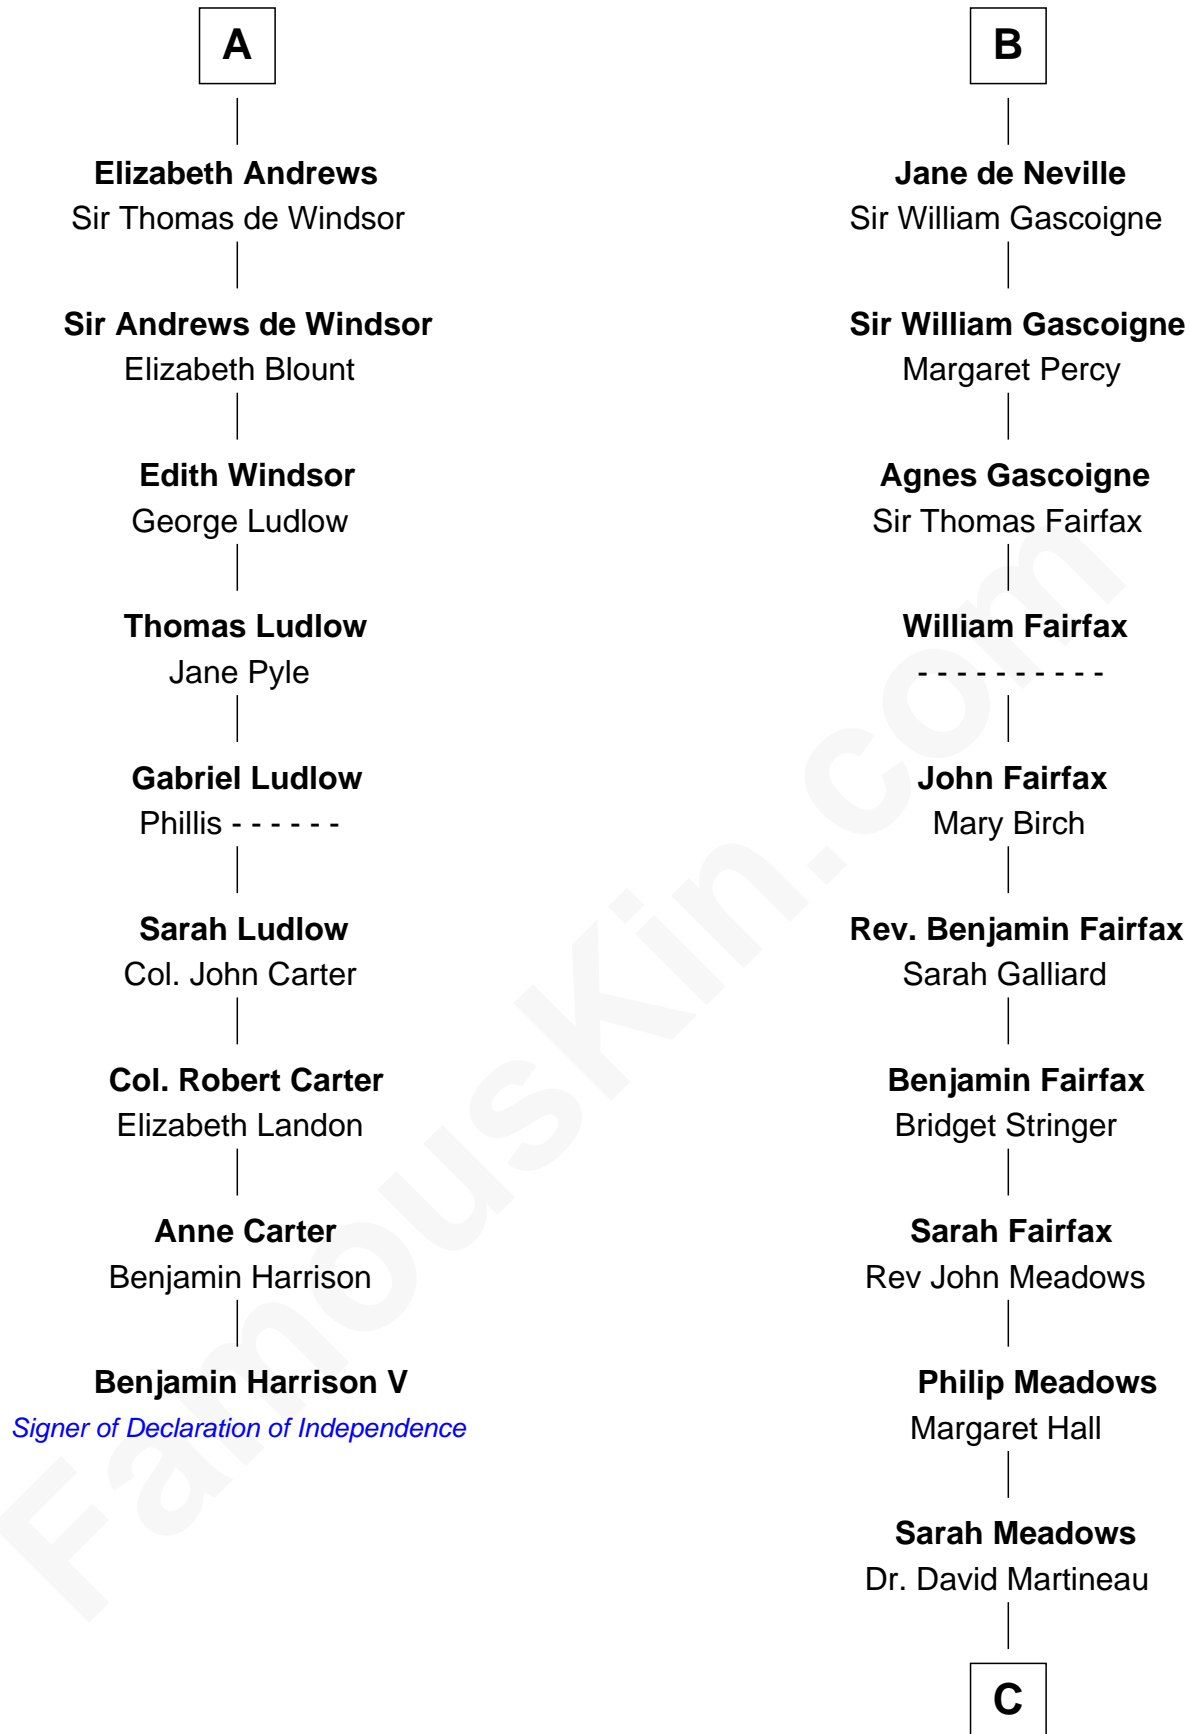 A
Elizabeth Andrews
Sir Thomas de Windsor
Sir Andrews de Windsor
Elizabeth Blount
Edith Windsor
George Ludlow
Thomas Ludlow
Jane Pyle
Gabriel Ludlow
Phillis - - - - - -
Sarah Ludlow
Col. John Carter
Col. Robert Carter
Elizabeth Landon
Anne Carter
Benjamin Harrison
Benjamin Harrison V
Signer of Declaration of Independence
B
Jane de Neville
Sir William Gascoigne
Sir William Gascoigne
Margaret Percy
Agnes Gascoigne
Sir Thomas Fairfax
William Fairfax
- - - - - - - - - -
John Fairfax
Mary Birch
Rev. Benjamin Fairfax
Sarah Galliard
Benjamin Fairfax
Bridget Stringer
Sarah Fairfax
Rev John Meadows
Philip Meadows
Margaret Hall
Sarah Meadows
Dr. David Martineau
C
FamousKin.com